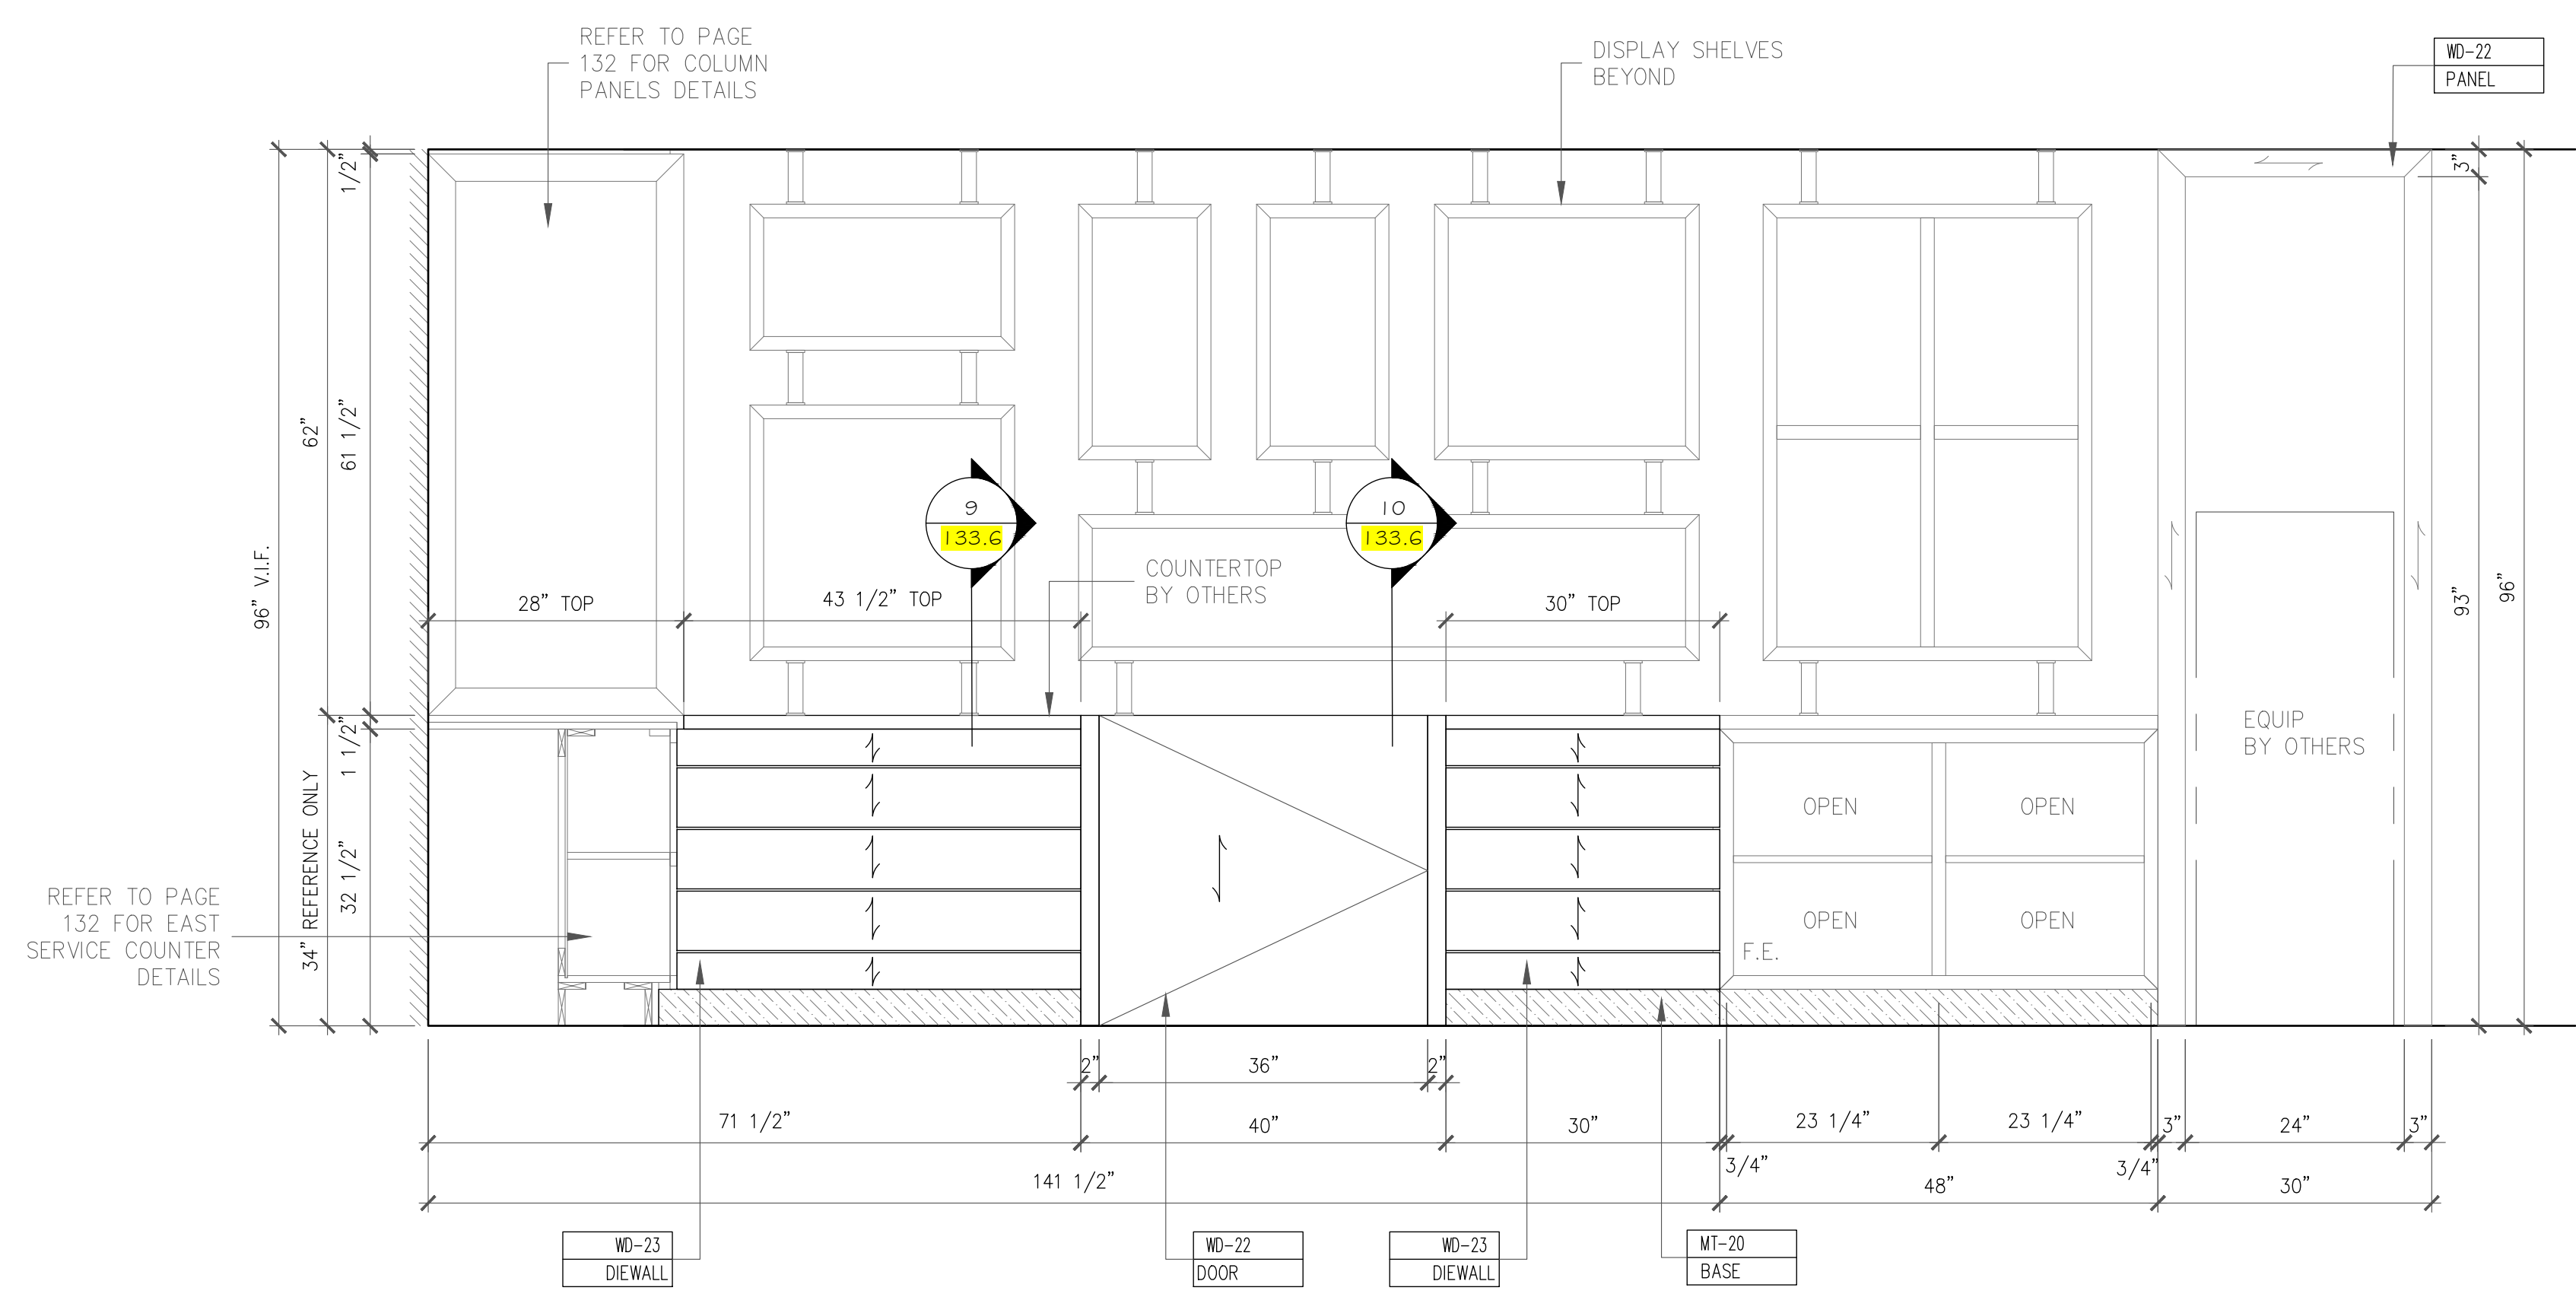 REFER TO PAGE
132 FOR COLUMN
PANELS DETAILS
DISPLAY SHELVES
BEYOND
WD-22
PANEL
1/2"
3"
62"
61 1/2"
96" V.I.F.
9
133.6
10
133.6
COUNTERTOP
BY OTHERS
28" TOP
43 1/2" TOP
30" TOP
93"
96"
EQUIP
BY OTHERS
1 1/2"
34" REFERENCE ONLY
32 1/2"
OPEN
OPEN
OPEN
OPEN
F.E.
REFER TO PAGE
132 FOR EAST
SERVICE COUNTER
DETAILS
2"
36"
2"
71 1/2"
40"
30"
23 1/4"
23 1/4"
3"
24"
3"
3/4"
3/4"
141 1/2"
48"
30"
WD-23
DIEWALL
WD-22
DOOR
WD-23
DIEWALL
MT-20
BASE